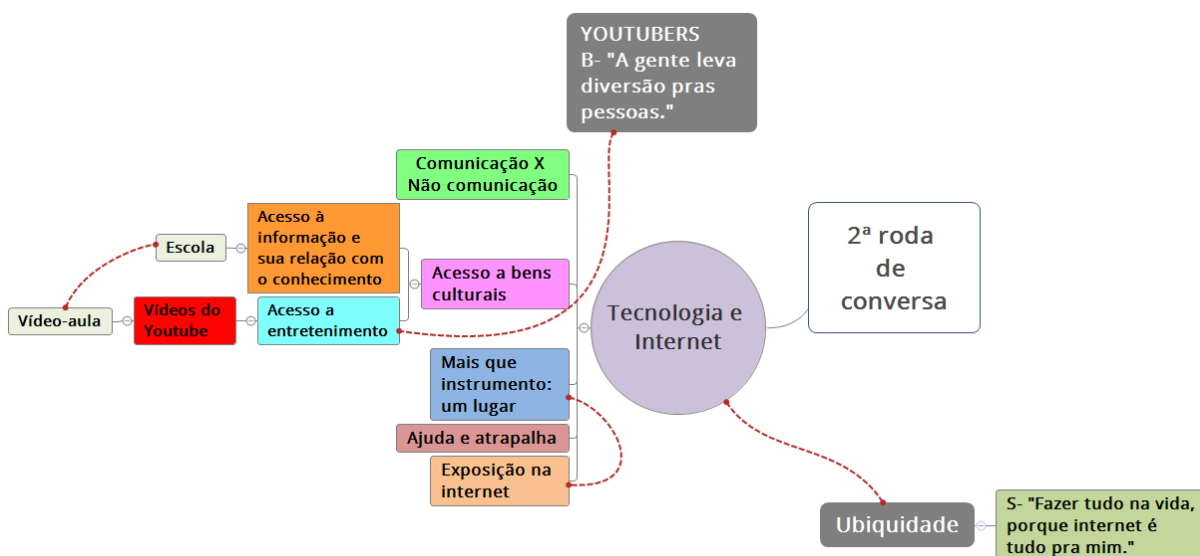 YOUTUBERS
B- "A gente leva
diversão pras
pessoas."
Comunicação X
Não comunicação
Acesso à
informação e
sua relação com
o conhecimento
Escola
Acesso a bens
culturais
Vídeo-aula
Vídeos do
Youtube
Acesso a
entretenimento
Mais que
instrumento:
um lugar
Ajuda e atrapalha
Exposição na
internet
Tecnologia e
Internet
2ª roda
de
conversa
Ubiquidade
S- "Fazer tudo na vida,
porque internet é
tudo pra mim."